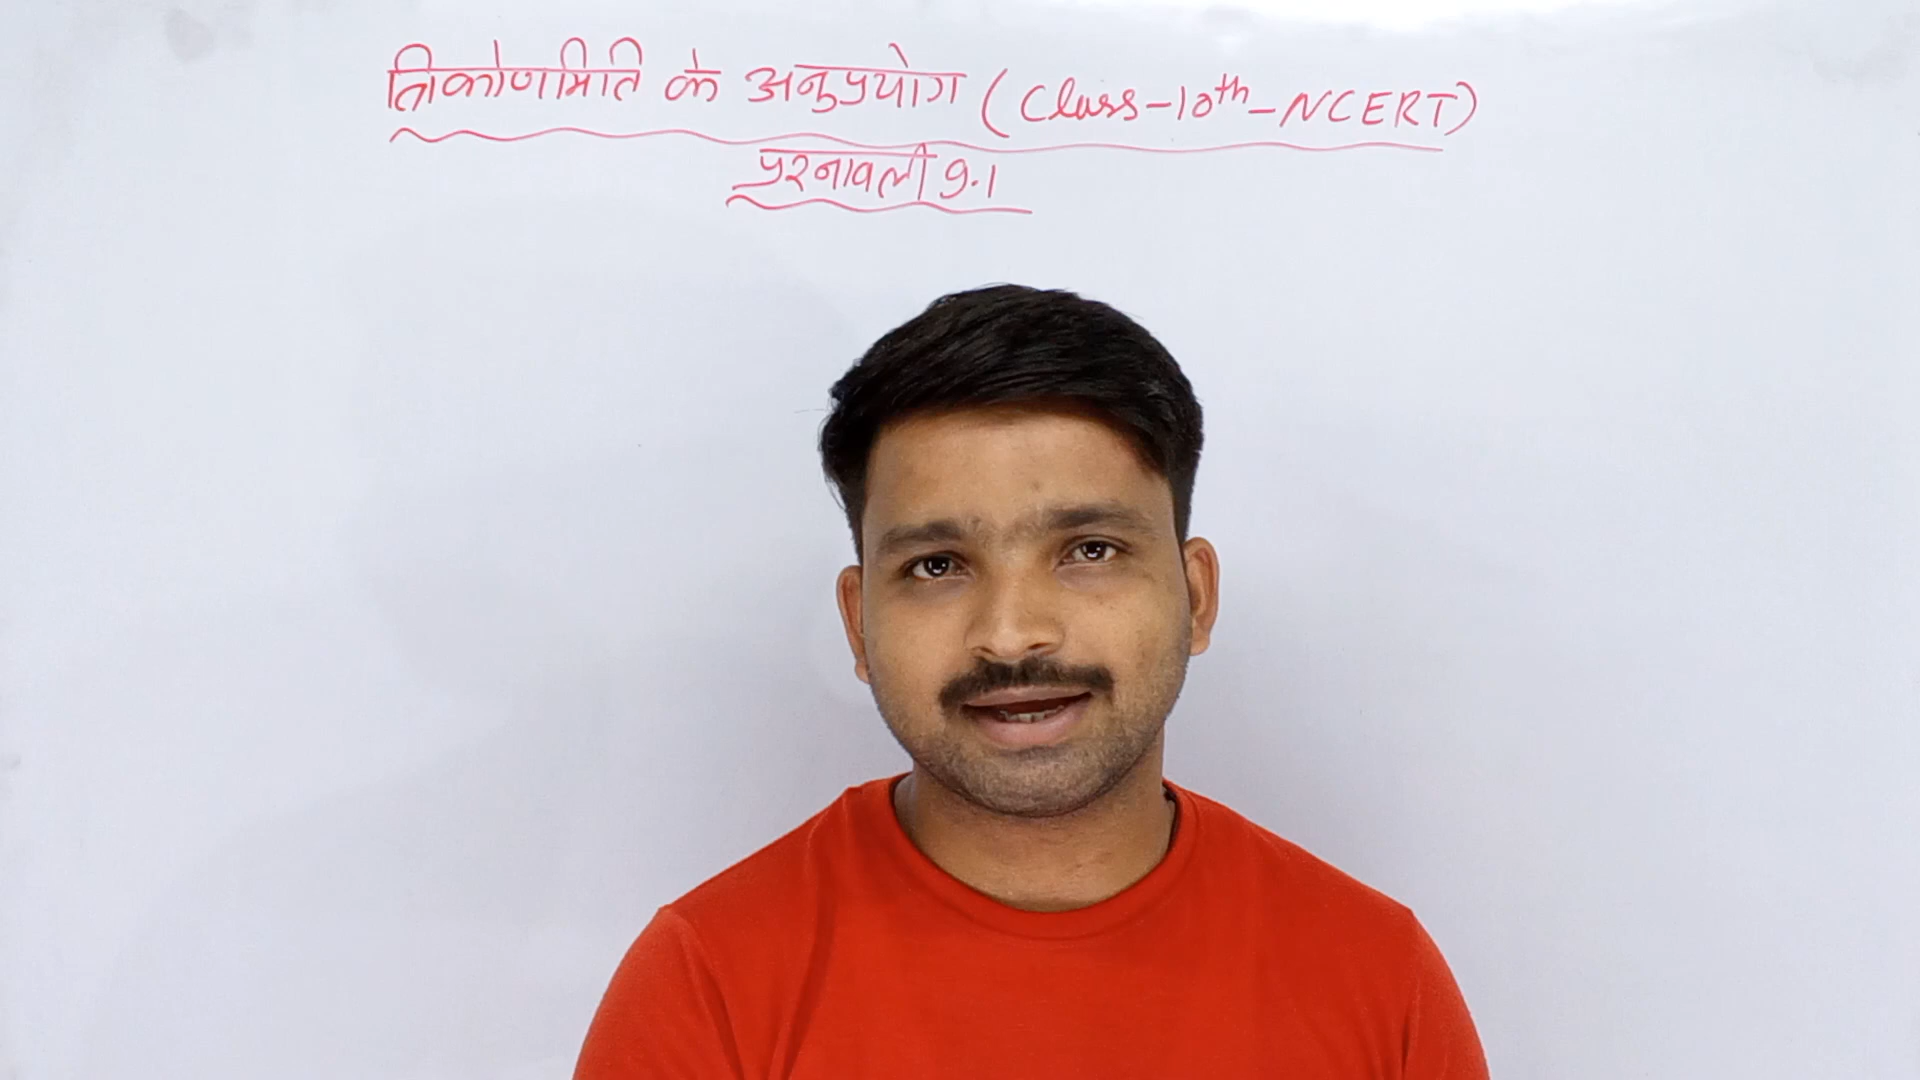 त्रिकोणमिति के अनुप्रयोग (Class-10th-NCERT)
प्रश्नावली 9.1